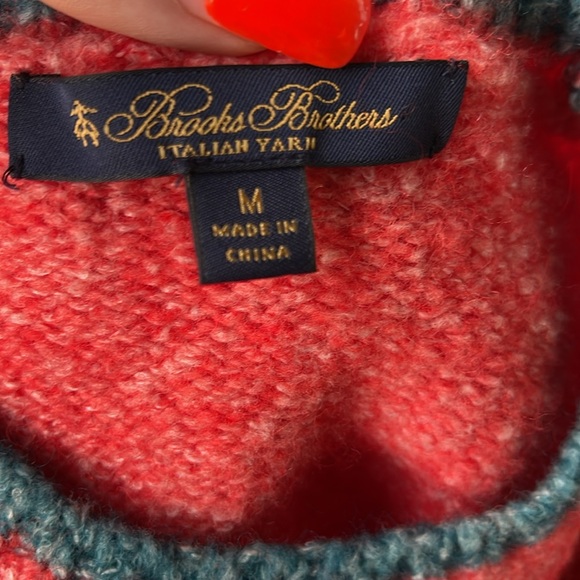 Brooks Brothers
ITALIAN YARN
M
MADE IN
CHINA